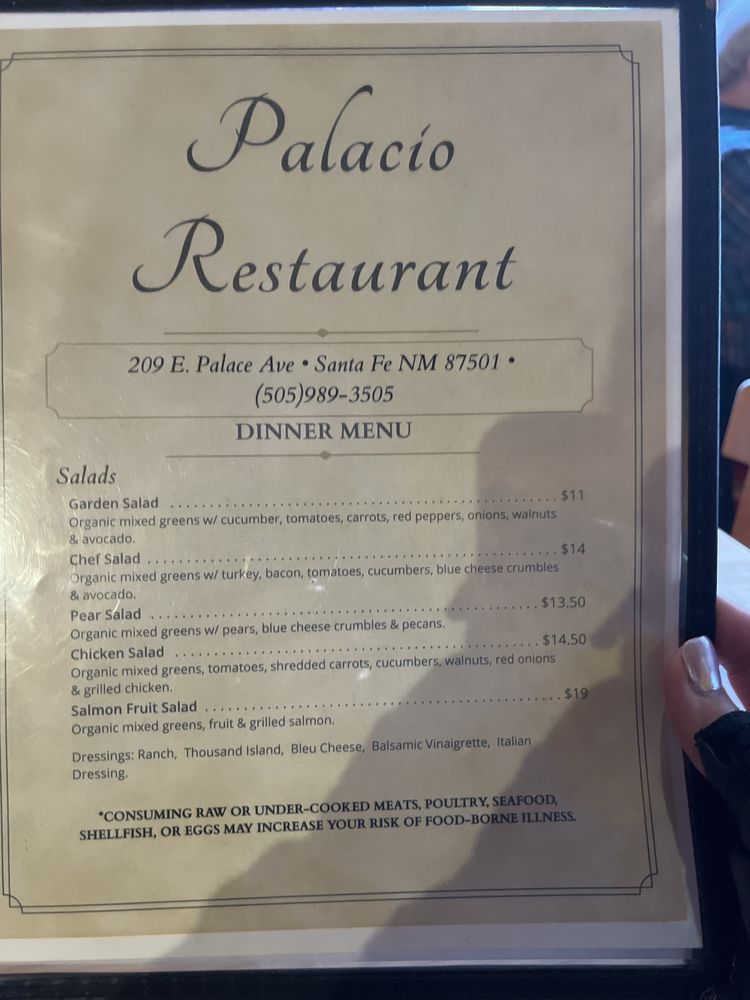 Palacio
Restaurant
209 E. Palace Ave • Santa Fe NM 87501 •
(505)989-3505
DINNER MENU
Salads
Garden Salad ........................................................ $11
Organic mixed greens w/ cucumber, tomatoes, carrots, red peppers, onions, walnuts
& avocado.
Chef Salad ........................................................ $14
Organic mixed greens w/ turkey, bacon, tomatoes, cucumbers, blue cheese crumbles
& avocado.
Pear Salad ........................................................ $13.50
Organic mixed greens w/ pears, blue cheese crumbles & pecans.
Chicken Salad ........................................................ $14.50
Organic mixed greens, tomatoes, shredded carrots, cucumbers, walnuts, red onions
& grilled chicken.
Salmon Fruit Salad ........................................................ $19
Organic mixed greens, fruit & grilled salmon.
Dressings: Ranch, Thousand Island, Bleu Cheese, Balsamic Vinaigrette, Italian
Dressing.
*CONSUMING RAW OR UNDER-COOKED MEATS, POULTRY, SEAFOOD,
SHELLFISH, OR EGGS MAY INCREASE YOUR RISK OF FOOD-BORNE ILLNESS.